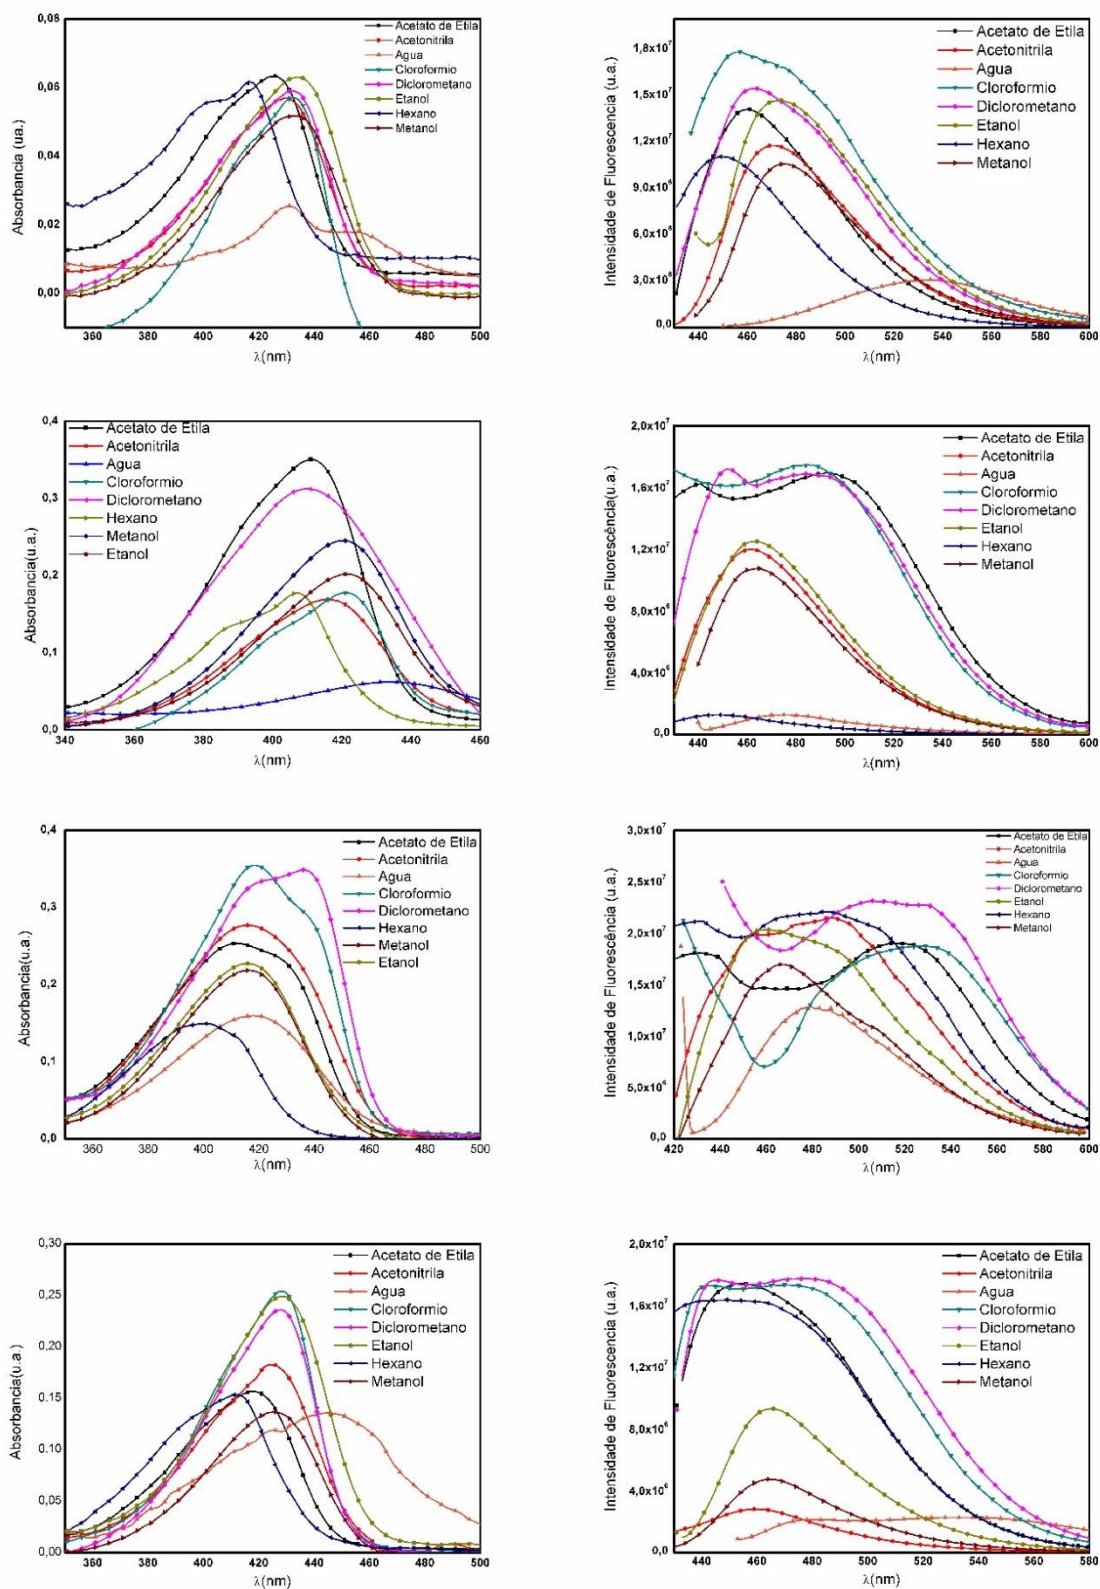 0,08
0,06
0,04
0,02
0,00
Absorbancia (ua.)
Acetato de Etila
Acetonitrila
Agua
Cloroformio
Diclorometano
Etanol
Hexano
Metanol
360 380 400 420 440 460 480 500
λ(nm)
1,8x10⁷
1,5x10⁷
1,2x10⁷
9,0x10⁶
6,0x10⁶
3,0x10⁶
0,0
Intensidade de Fluorescencia (u.a.)
Acetato de Etila
Acetonitrila
Agua
Cloroformio
Diclorometano
Etanol
Hexano
Metanol
440 460 480 500 520 540 560 580 600
λ(nm)
0,4
0,3
0,2
0,1
0,0
Absorbancia(u.a.)
Acetato de Etila
Acetonitrila
Agua
Cloroformio
Diclorometano
Hexano
Metanol
Etanol
340 360 380 400 420 440 460
λ(nm)
2,0x10⁷
1,6x10⁷
1,2x10⁷
8,0x10⁶
4,0x10⁶
0,0
Intensidade de Fluorescência(u.a.)
Acetato de Etila
Acetonitrila
Agua
Cloroformio
Diclorometano
Etanol
Hexano
Metanol
440 460 480 500 520 540 560 580 600
λ(nm)
0,4
0,3
0,2
0,1
0,0
Absorbancia(u.a.)
Acetato de Etila
Acetonitrila
Agua
Cloroformio
Diclorometano
Hexano
Metanol
Etanol
360 380 400 420 440 460 480 500
λ(nm)
3,0x10⁷
2,5x10⁷
2,0x10⁷
1,5x10⁷
1,0x10⁷
5,0x10⁶
0,0
Intensidade de Fluorescência (u.a.)
Acetato de Etila
Acetonitrila
Agua
Cloroformio
Diclorometano
Etanol
Hexano
Metanol
420 440 460 480 500 520 540 560 580 600
λ(nm)
0,30
0,25
0,20
0,15
0,10
0,05
0,00
Absorbancia(u.a.)
Acetato de Etila
Acetonitrila
Agua
Cloroformio
Diclorometano
Etanol
Hexano
Metanol
360 380 400 420 440 460 480 500
λ(nm)
2,0x10⁷
1,6x10⁷
1,2x10⁷
8,0x10⁶
4,0x10⁶
0,0
Intensidade de Fluorescencia (u.a.)
Acetato de Etila
Acetonitrila
Agua
Cloroformio
Diclorometano
Etanol
Hexano
Metanol
440 460 480 500 520 540 560 580
λ(nm)